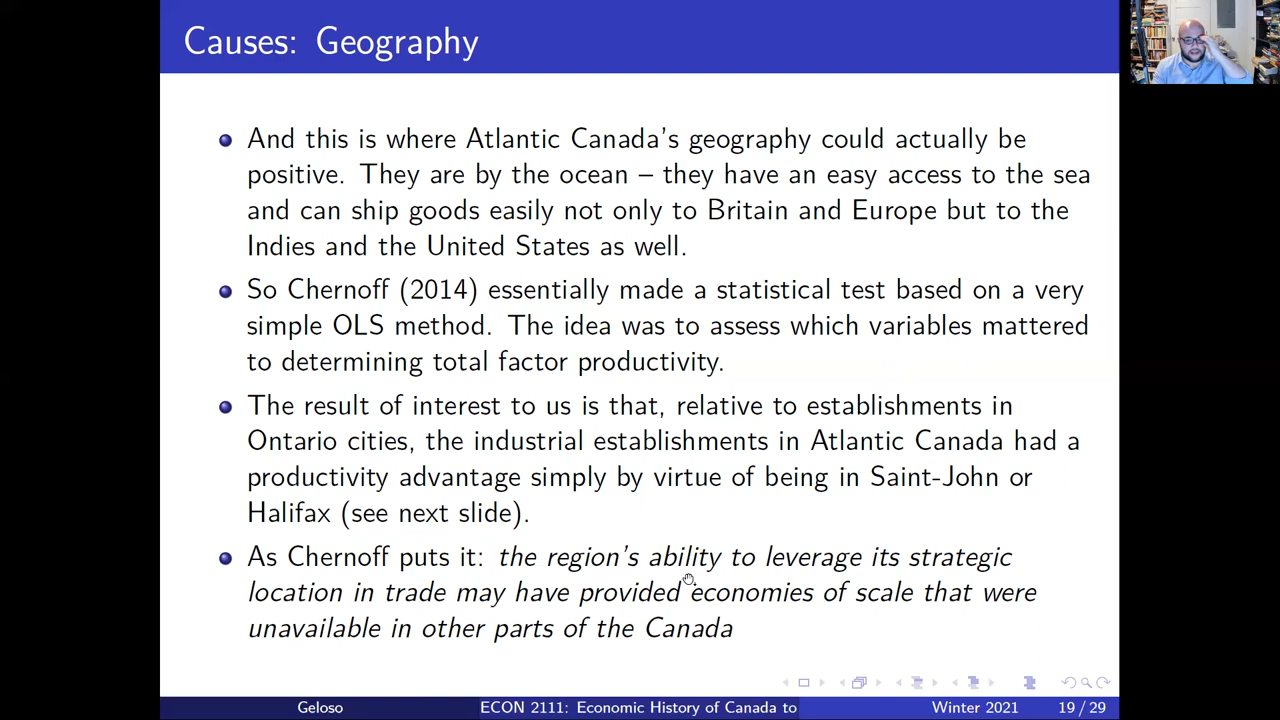 Causes: Geography
And this is where Atlantic Canada's geography could actually be
positive. They are by the ocean – they have an easy access to the sea
and can ship goods easily not only to Britain and Europe but to the
Indies and the United States as well.
So Chernoff (2014) essentially made a statistical test based on a very
simple OLS method. The idea was to assess which variables mattered
to determining total factor productivity.
The result of interest to us is that, relative to establishments in
Ontario cities, the industrial establishments in Atlantic Canada had a
productivity advantage simply by virtue of being in Saint-John or
Halifax (see next slide).
As Chernoff puts it: the region's ability to leverage its strategic
location in trade may have provided economies of scale that were
unavailable in other parts of the Canada
Geloso ECON 2111: Economic History of Canada to Winter 2021 19 / 29